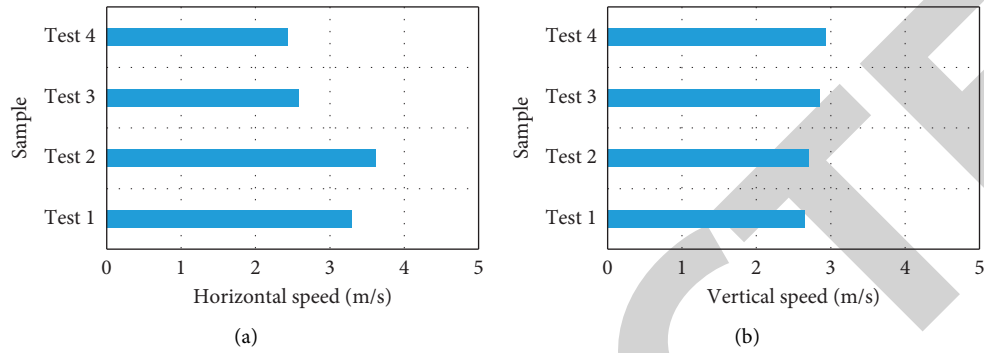 Test 4
Test 3
Test 2
Test 1
Sample
0 1 2 3 4 5
Horizontal speed (m/s)
(a)
Test 4
Test 3
Test 2
Test 1
Sample
0 1 2 3 4 5
Vertical speed (m/s)
(b)